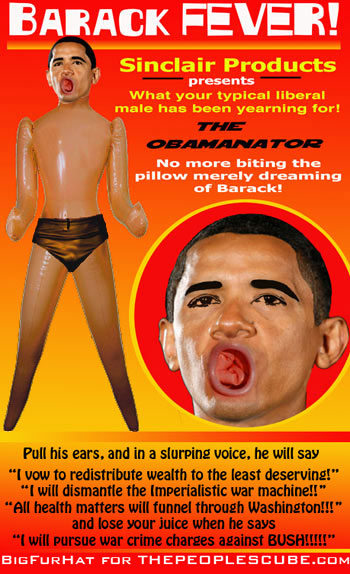 BARACK FEVER!
Sinclair Products
presents
What your typical liberal
male has been yearning for!
THE
OBAMANATOR
No more biting the
pillow merely dreaming
of Barack!
Pull his ears, and in a slurping voice, he will say
“I vow to redistribute wealth to the least deserving!”
“I will dismantle the Imperialistic war machine!!”
“All health matters will funnel through Washington!!!”
and lose your juice when he says
“I will pursue war crime charges against BUSH!!!!!”
BIGFURHAT FOR THEPEOPLESCUBE.COM